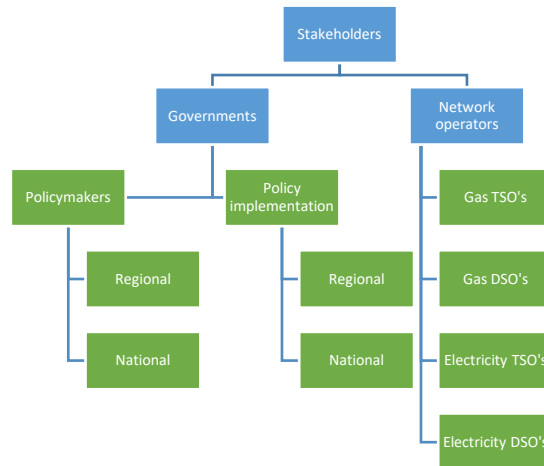 Stakeholders
Governments
Network
operators
Policymakers
Policy
implementation
Gas TSO's
Regional
Regional
Gas DSO's
National
National
Electricity TSO's
Electricity DSO's